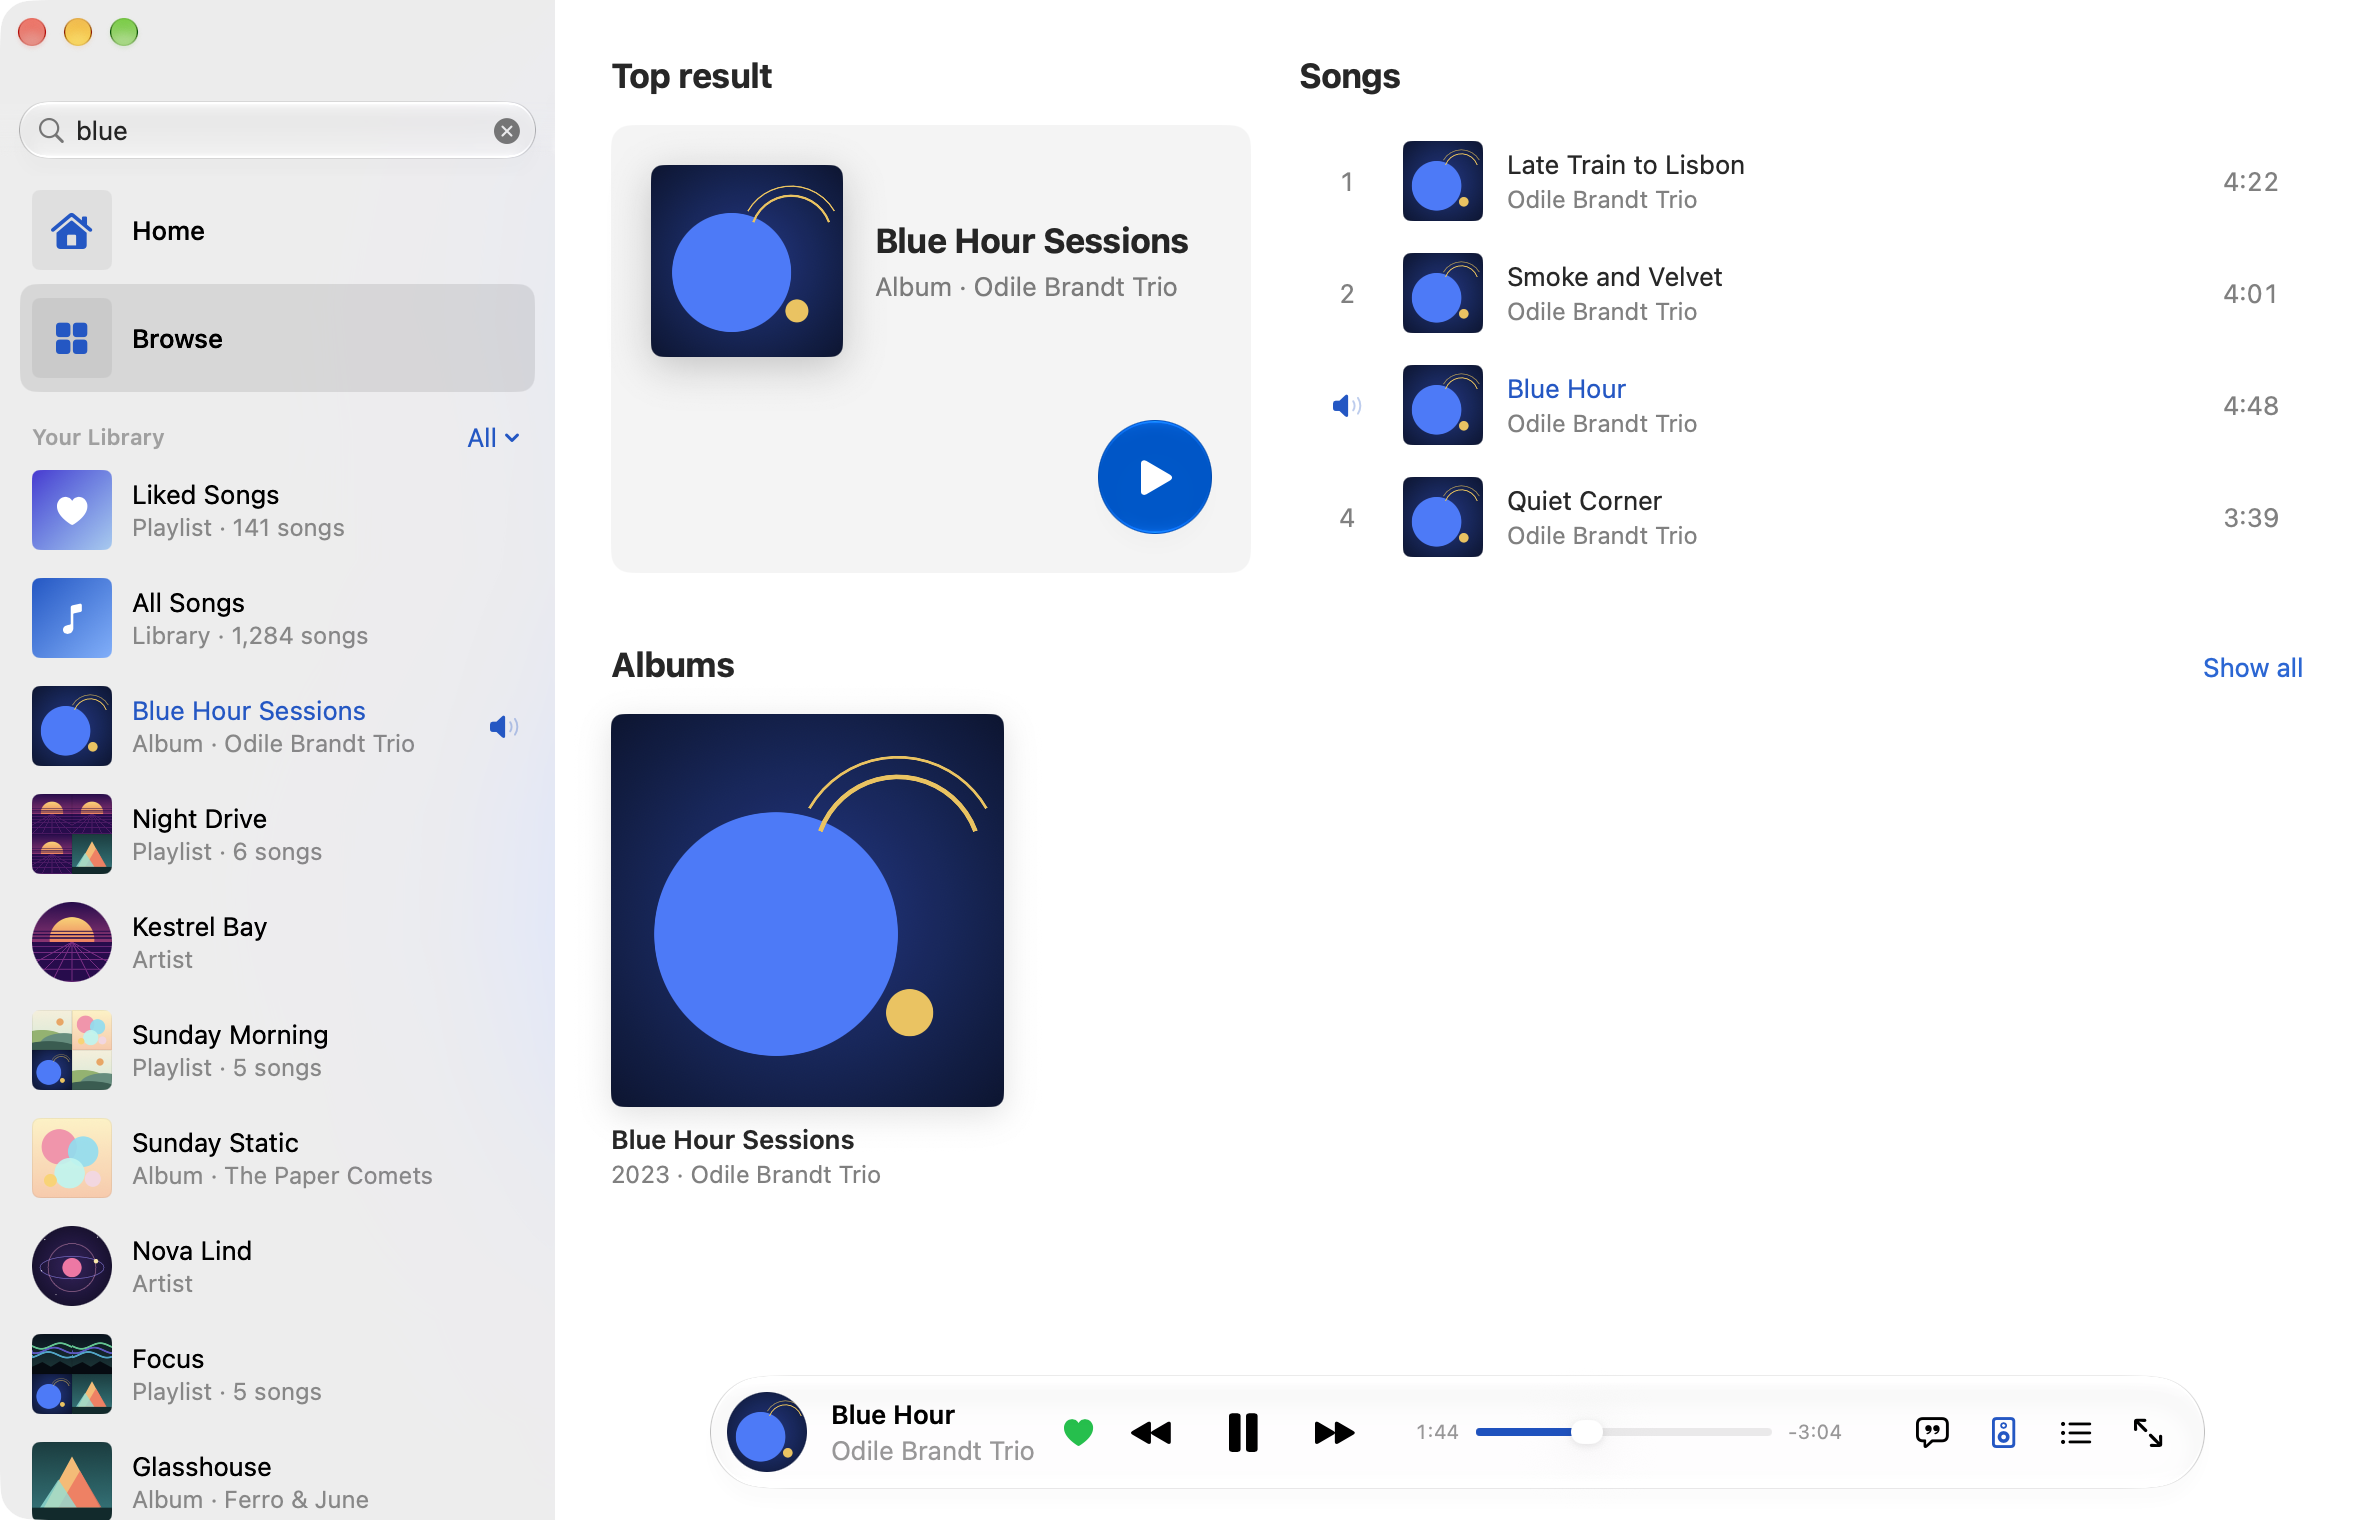 blue
Home
Browse
Your Library
All
Liked Songs
Playlist · 141 songs
All Songs
Library · 1,284 songs
Blue Hour Sessions
Album · Odile Brandt Trio
Night Drive
Playlist · 6 songs
Kestrel Bay
Artist
Sunday Morning
Playlist · 5 songs
Sunday Static
Album · The Paper Comets
Nova Lind
Artist
Focus
Playlist · 5 songs
Glasshouse
Album · Ferro & June
Top result
Blue Hour Sessions
Album · Odile Brandt Trio
Songs
1
Late Train to Lisbon
Odile Brandt Trio
4:22
2
Smoke and Velvet
Odile Brandt Trio
4:01
Blue Hour
Odile Brandt Trio
4:48
4
Quiet Corner
Odile Brandt Trio
3:39
Albums
Show all
Blue Hour Sessions
2023 · Odile Brandt Trio
Blue Hour
Odile Brandt Trio
1:44
-3:04